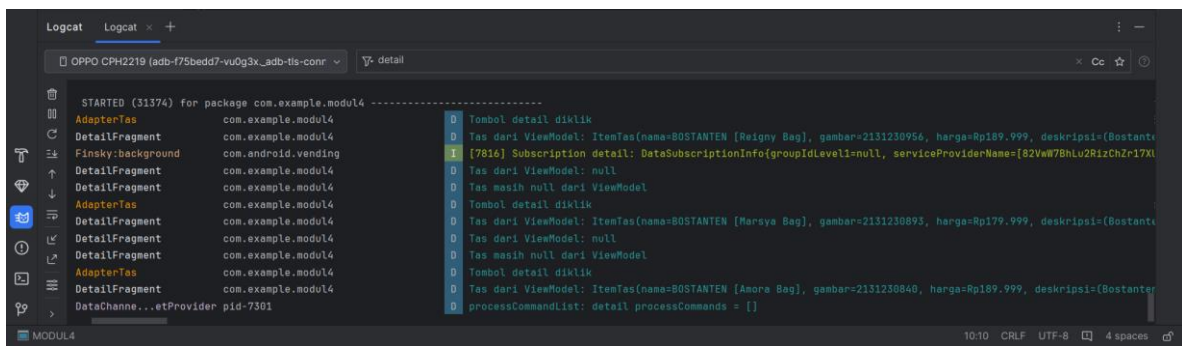 Logcat Logcat × +
OPPO CPH2219 (adb-f75bedd7-vu0g3x._adb-tls-conr detail × Cc
STARTED (31374) for package com.example.modul4 ---------------------------
AdapterTas com.example.modul4 D Tombol detail diklik
DetailFragment com.example.modul4 D Tas dari ViewModel: ItemTas(nama=BOSTANTEN [Reigny Bag], gambar=2131230956, harga=Rp189.999, deskripsi=(Bostante
Finsky:background com.android.vending I [7816] Subscription detail: DataSubscriptionInfo{groupIdLevel1=null, serviceProviderName=[82VwW7BhLu2RizChZr17XU
DetailFragment com.example.modul4 D Tas dari ViewModel: null
DetailFragment com.example.modul4 D Tas masih null dari ViewModel
AdapterTas com.example.modul4 D Tombol detail diklik
DetailFragment com.example.modul4 D Tas dari ViewModel: ItemTas(nama=BOSTANTEN [Marsya Bag], gambar=2131230893, harga=Rp179.999, deskripsi=(Bostante
DetailFragment com.example.modul4 D Tas dari ViewModel: null
DetailFragment com.example.modul4 D Tas masih null dari ViewModel
AdapterTas com.example.modul4 D Tombol detail diklik
DetailFragment com.example.modul4 D Tas dari ViewModel: ItemTas(nama=BOSTANTEN [Amora Bag], gambar=2131230840, harga=Rp189.999, deskripsi=(Bostanten
DataChanne...etProvider pid-7301 D processCommandList: detail processCommands = []
MODUL4 10:10 CRLF UTF-8 4 spaces